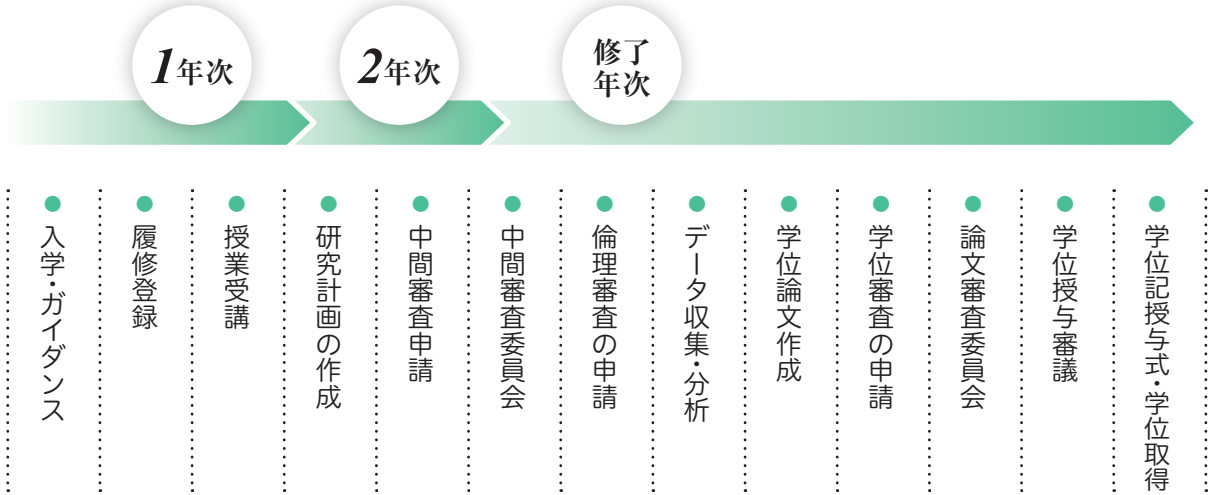 1年次
2年次
修了
年次
入学・ガイダンス
履修登録
授業受講
研究計画の作成
中間審査申請
中間審査委員会
倫理審査の申請
データ収集・分析
学位論文作成
学位審査の申請
論文審査委員会
学位授与審議
学位記授与式・学位取得